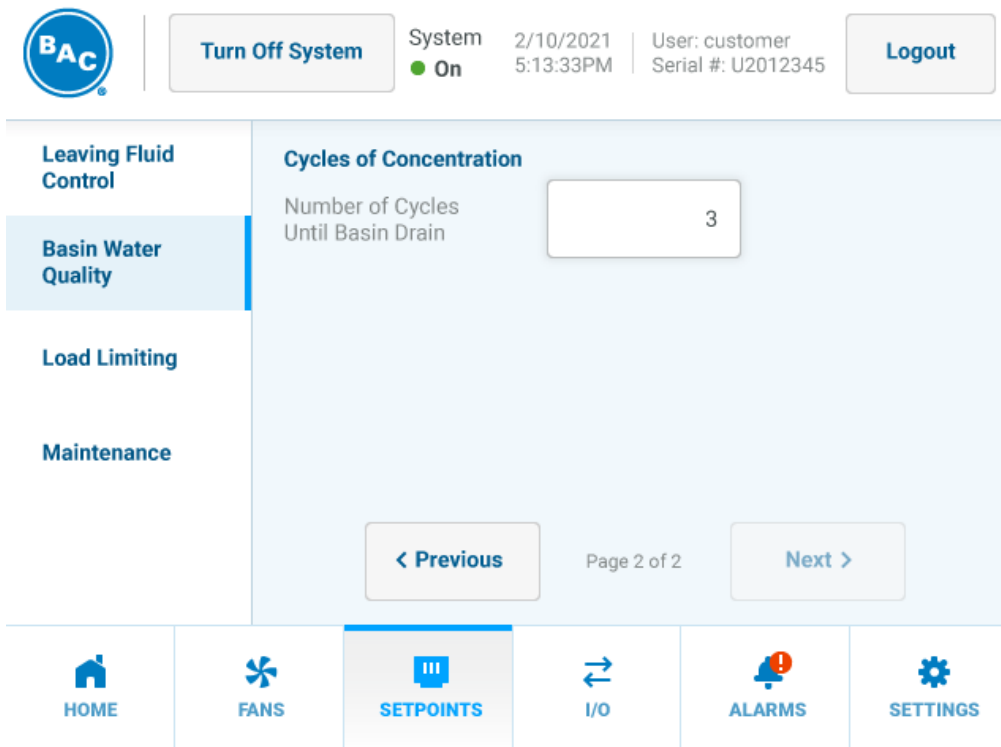 BAC®
Turn Off System
System
On
2/10/2021
5:13:33PM
User: customer
Serial #: U2012345
Logout
Leaving Fluid
Control
Basin Water
Quality
Load Limiting
Maintenance
Cycles of Concentration
Number of Cycles
Until Basin Drain
3
< Previous
Page 2 of 2
Next >
HOME
FANS
SETPOINTS
I/O
!
ALARMS
SETTINGS